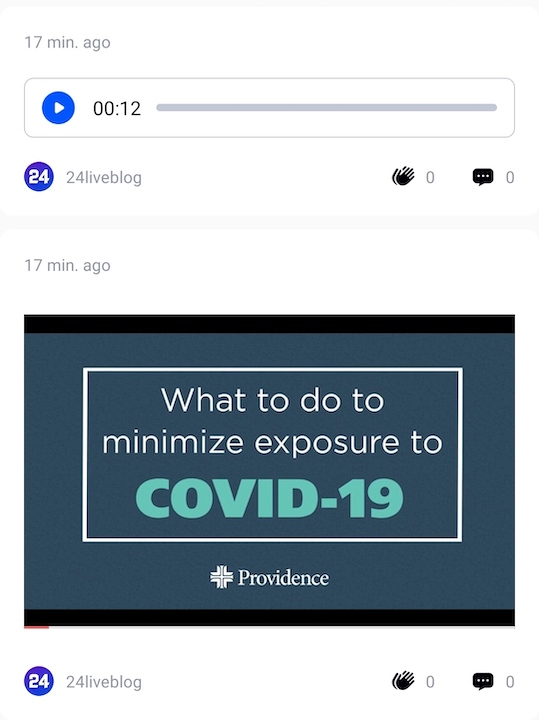 17 min. ago
00:12
24 24liveblog 0 0
17 min. ago
What to do to
minimize exposure to
COVID-19
Providence
24 24liveblog 0 0